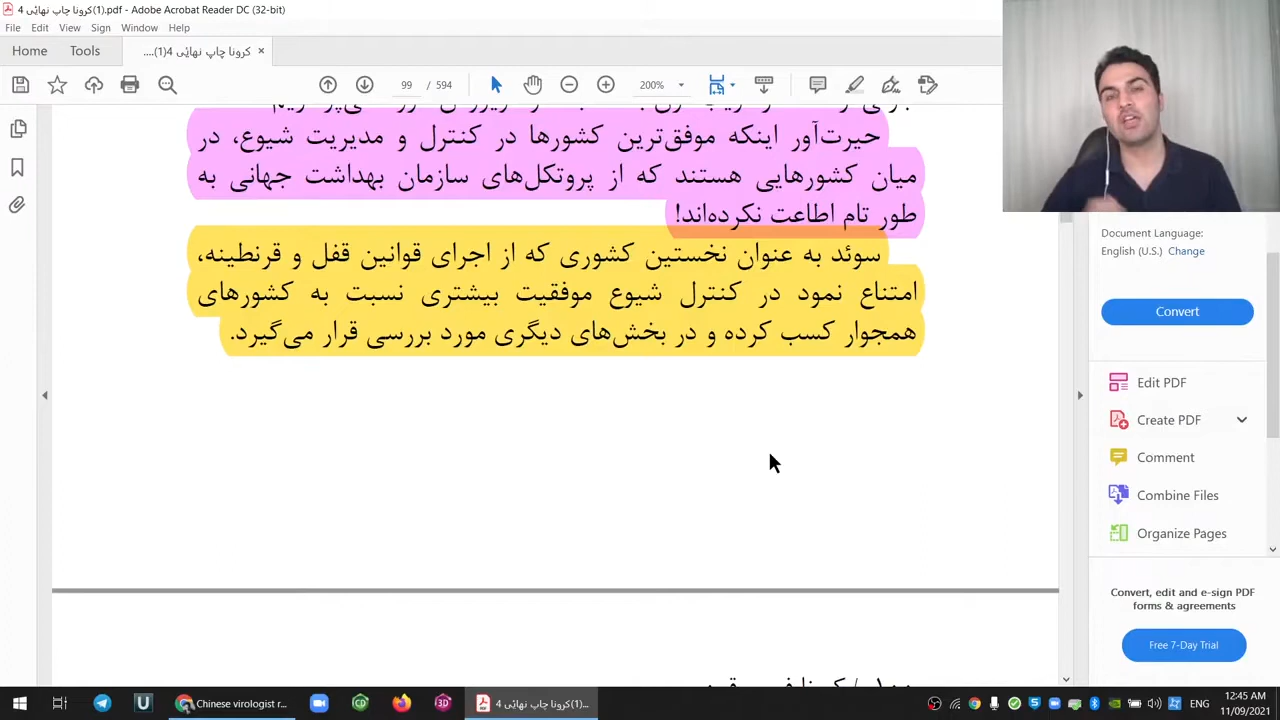 کرونا چاپ نهائی 4(1).pdf - Adobe Acrobat Reader DC (32-bit)
File Edit View Sign Window Help
Home Tools کرونا چاپ نهائی 4(1)....
99 / 594 200%
حیرت‌آور اینکه موفق‌ترین کشورها در کنترل و مدیریت شیوع، در
میان کشورهایی هستند که از پروتکل‌های سازمان بهداشت جهانی به
طور تام اطاعت نکرده‌اند!
سوئد به عنوان نخستین کشوری که از اجرای قوانین قفل و قرنطینه،
امتناع نمود در کنترل شیوع موفقیت بیشتری نسبت به کشورهای
همجوار کسب کرده و در بخش‌های دیگری مورد بررسی قرار می‌گیرد.
Document Language:
English (U.S.) Change
Convert
Edit PDF
Create PDF
Comment
Combine Files
Organize Pages
Convert, edit and e-sign PDF
forms & agreements
Free 7-Day Trial
Chinese virologist r...
کرونا چاپ نهائی 4(1)....
ENG
12:45 AM
11/09/2021